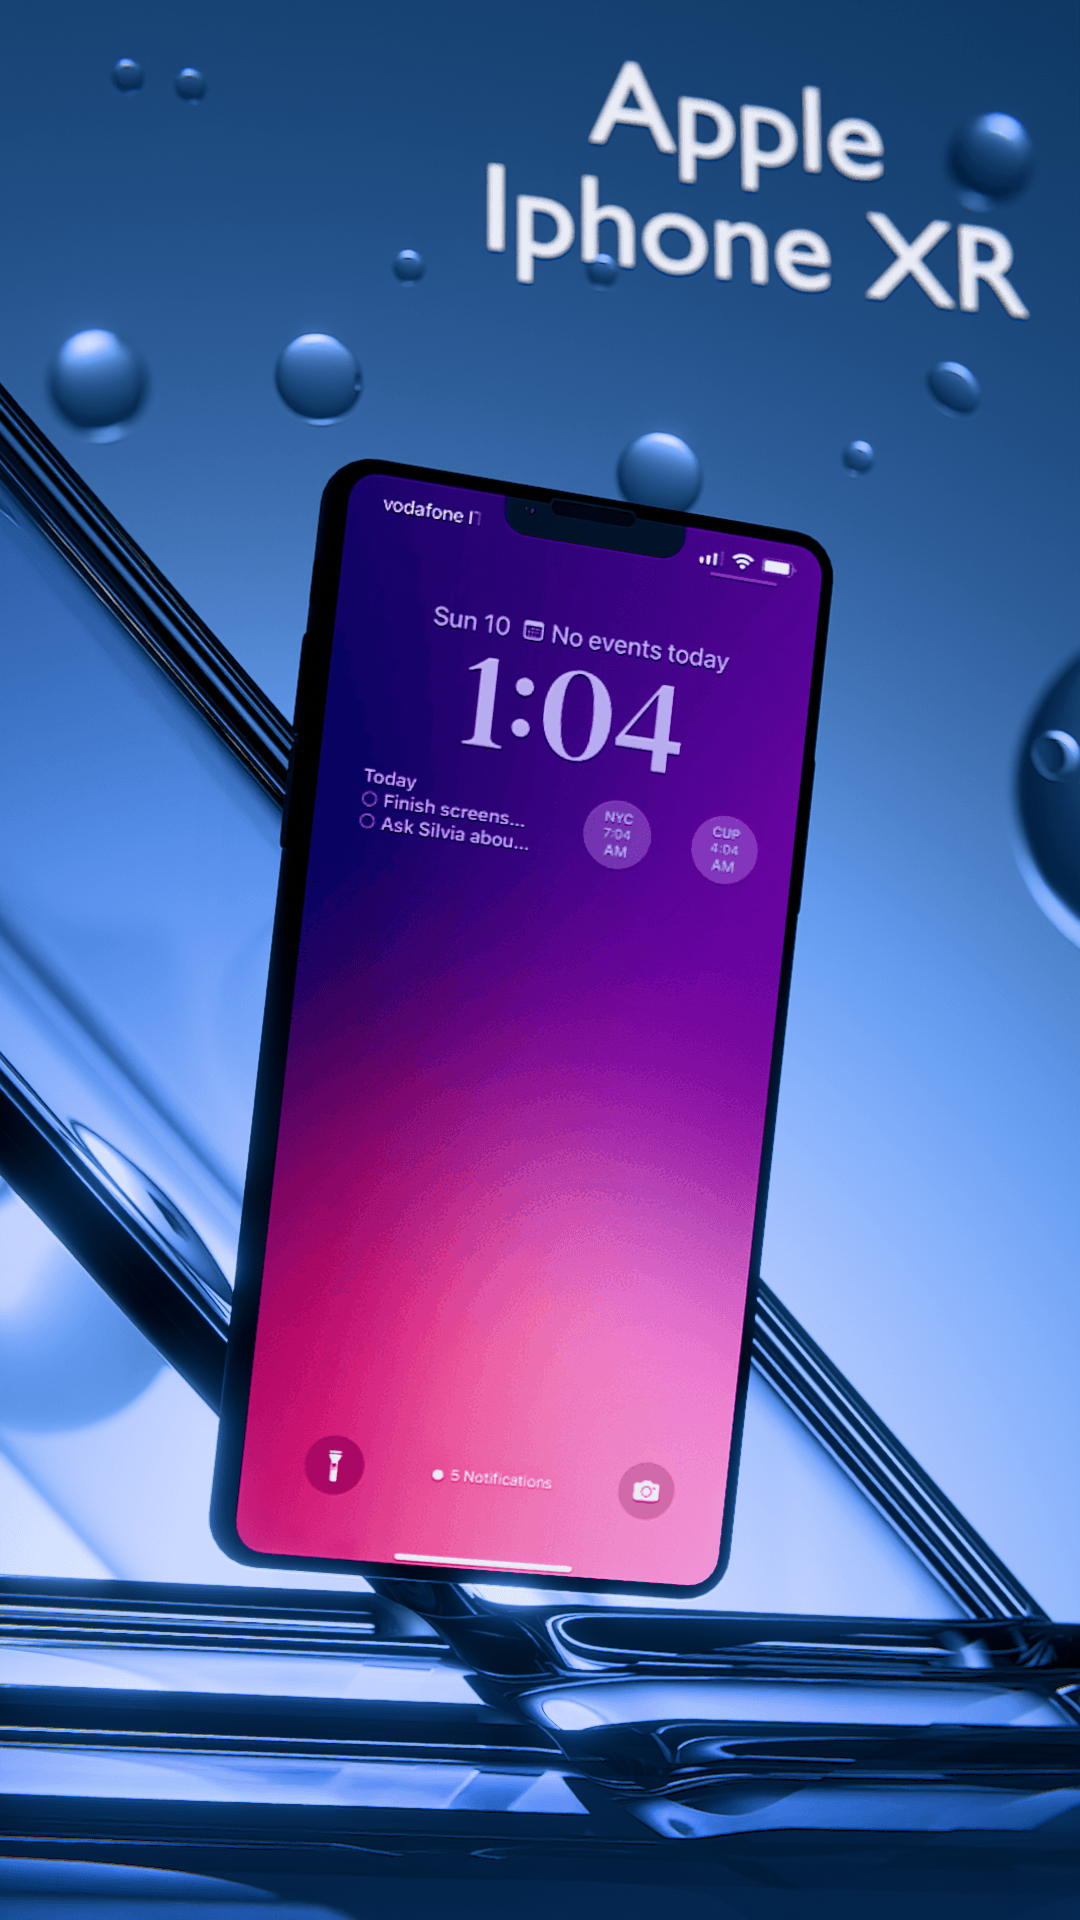 Apple
Iphone XR
vodafone
Sun 10 No events today
1:04
Today
Finish screens...
Ask Silvia abou...
NYC
7:04
AM
CUP
4:04
AM
5 Notifications